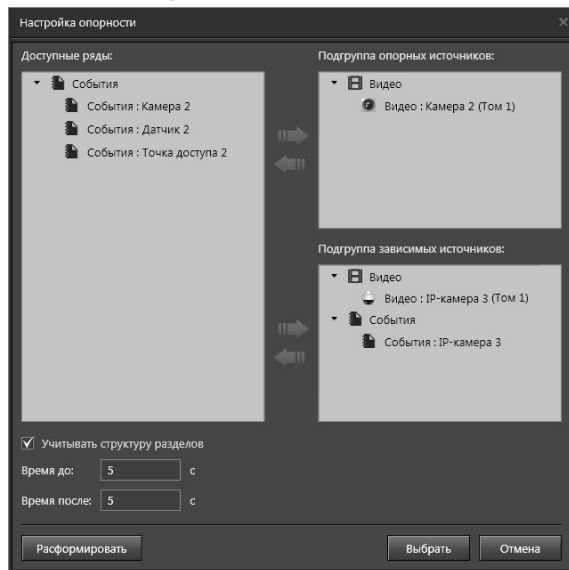 Настройка опорности
Доступные ряды:
События
События : Камера 2
События : Датчик 2
События : Точка доступа 2
Подгруппа опорных источников:
Видео
Видео : Камера 2 (Том 1)
Подгруппа зависимых источников:
Видео
Видео : IP-камера 3 (Том 1)
События
События : IP-камера 3
Учитывать структуру разделов
Время до: 5 с
Время после: 5 с
Расформировать Выбрать Отмена